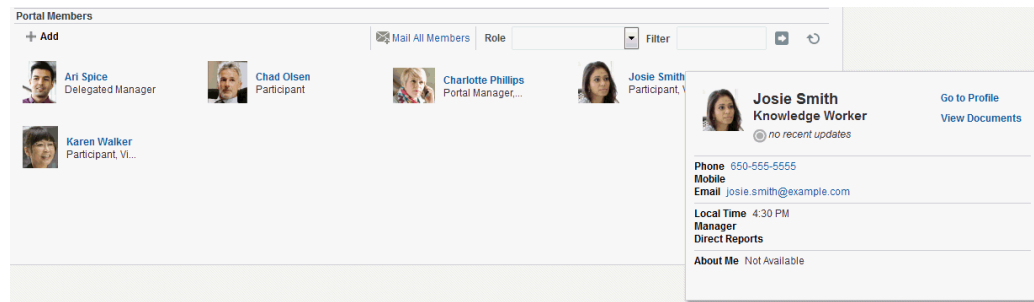 Portal Members
Add
Mail All Members Role Filter
Ari Spice
Delegated Manager
Chad Olsen
Participant
Charlotte Phillips
Portal Manager,...
Josie Smith
Participant,
Karen Walker
Participant, Vi...
Josie Smith
Knowledge Worker
no recent updates
Go to Profile
View Documents
Phone 650-555-5555
Mobile
Email josie.smith@example.com
Local Time 4:30 PM
Manager
Direct Reports
About Me Not Available